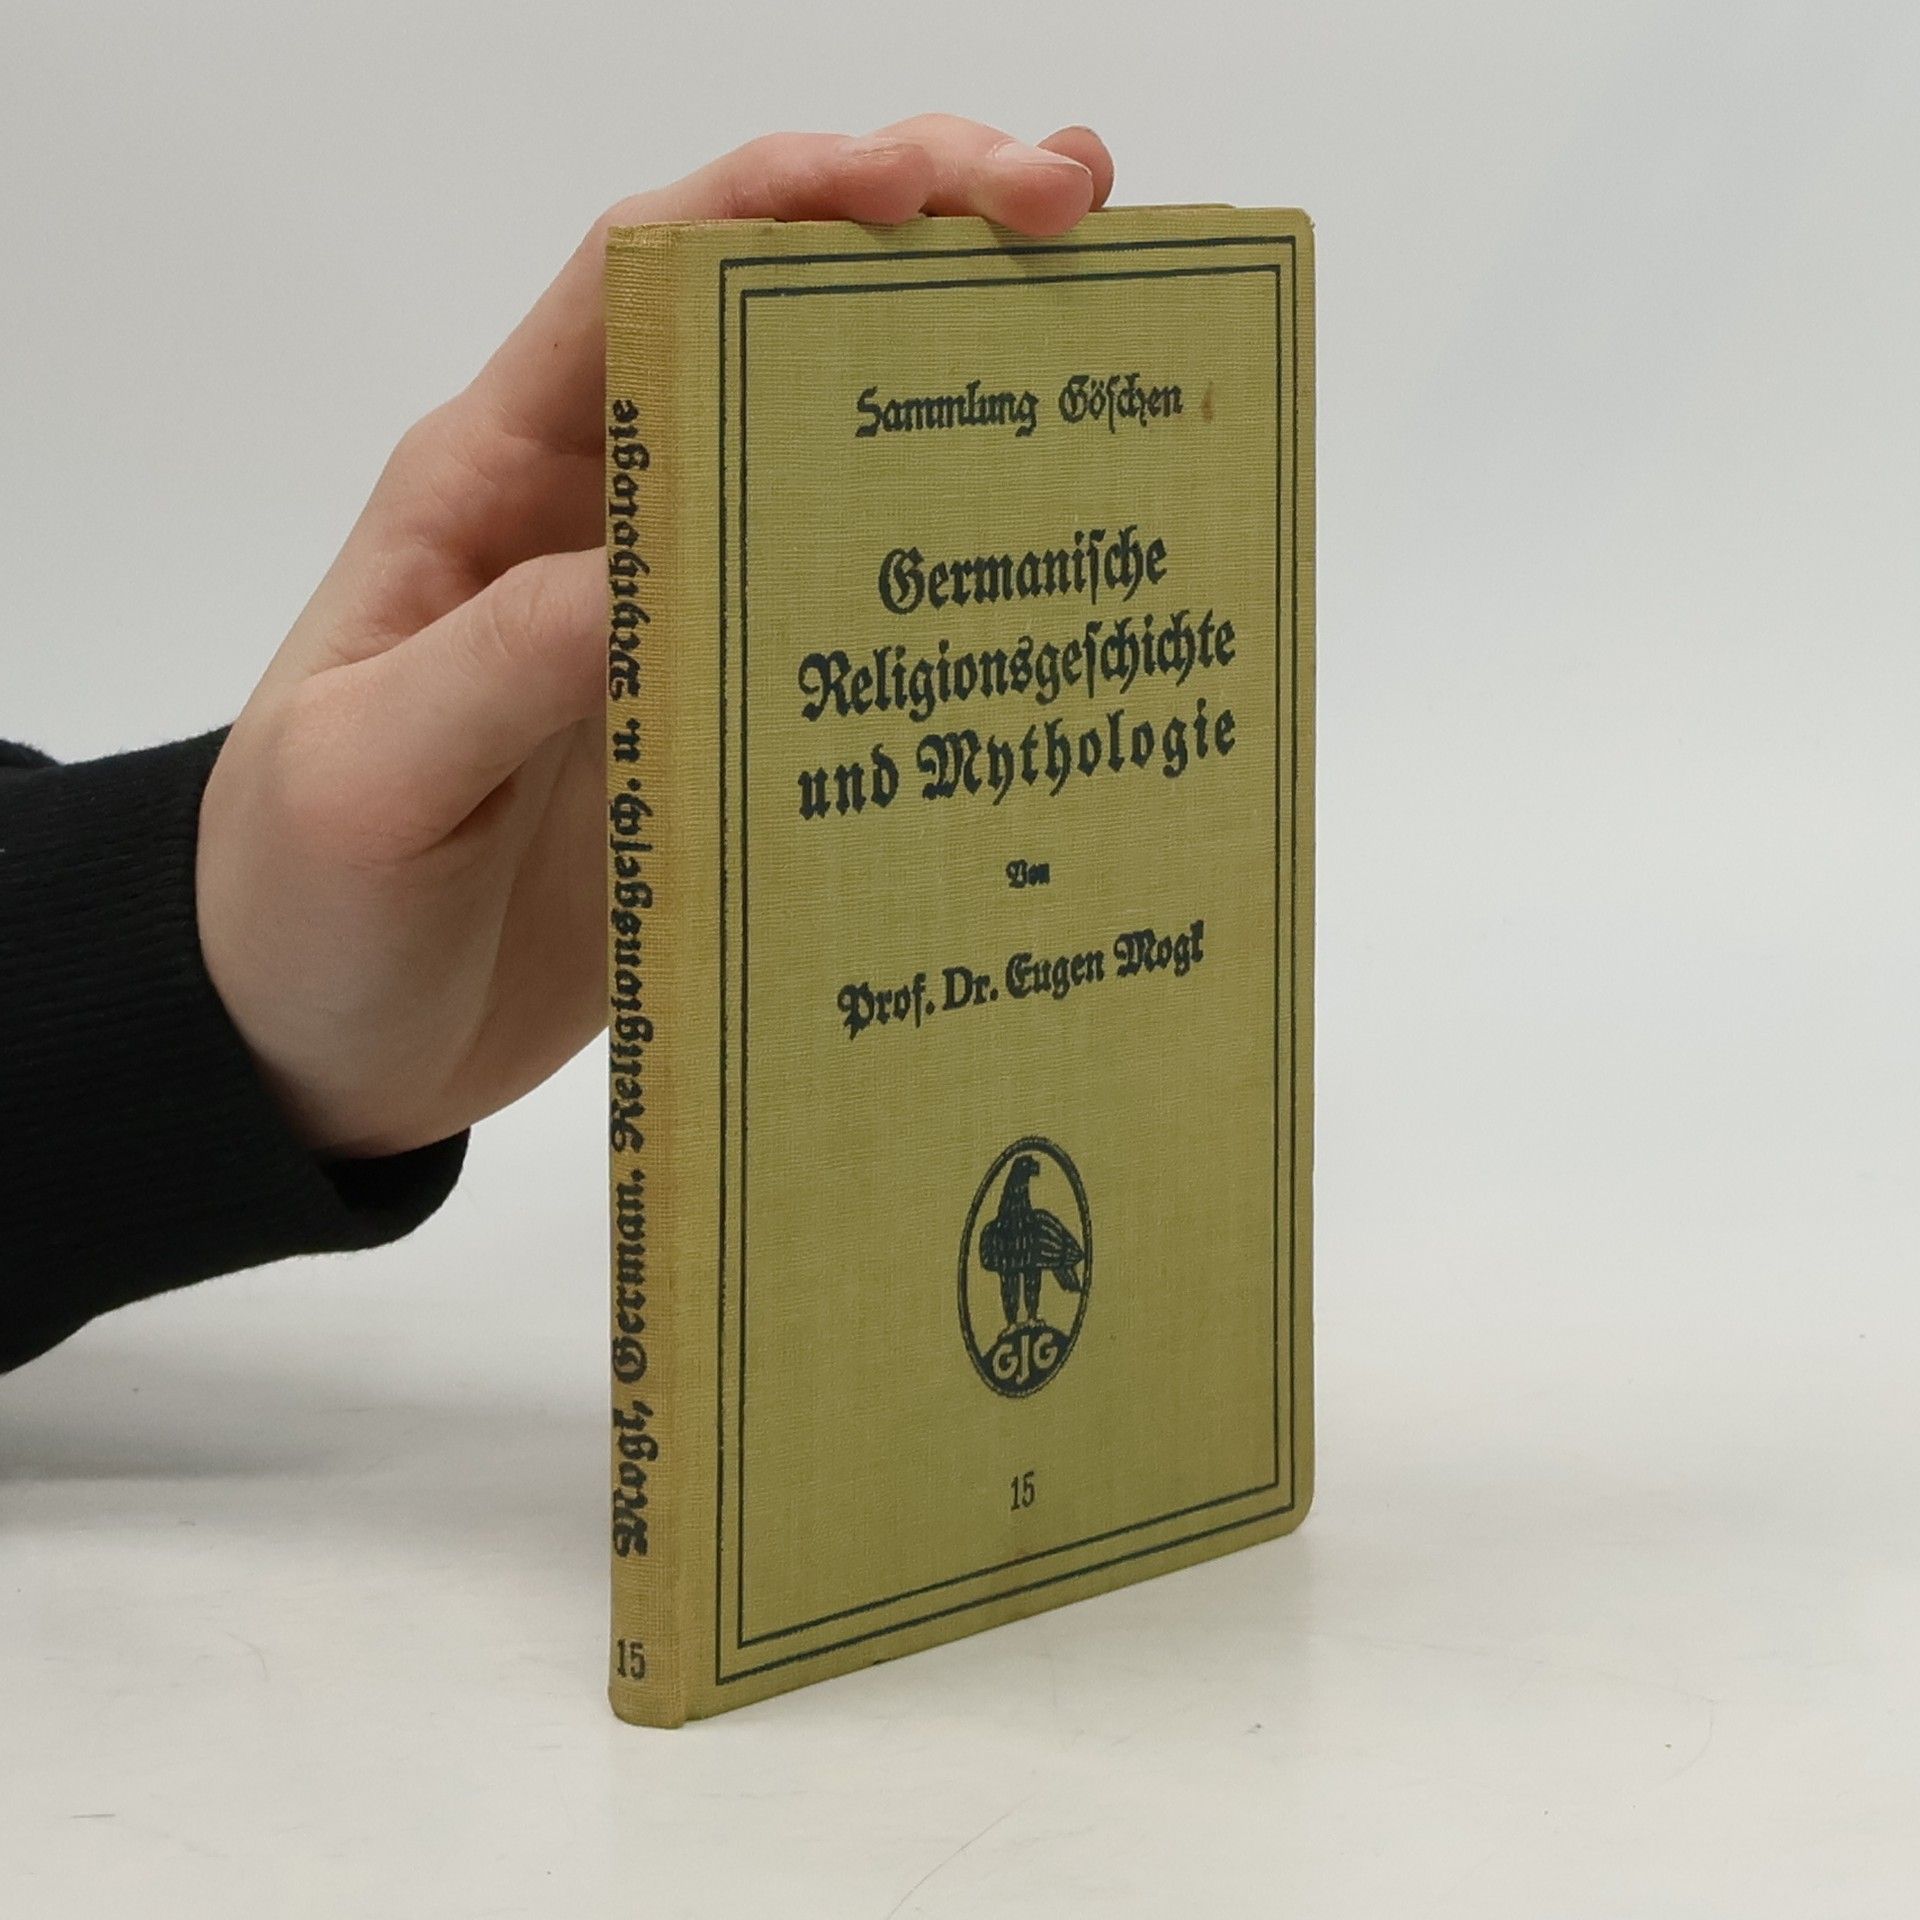 Sammlung Göschen
Germanische
Religionsgeschichte
und Mythologie
Von
Prof. Dr. Eugen Mogk
GJG
15
Mogk, German. Religionsgesch. u. Mythologie
15